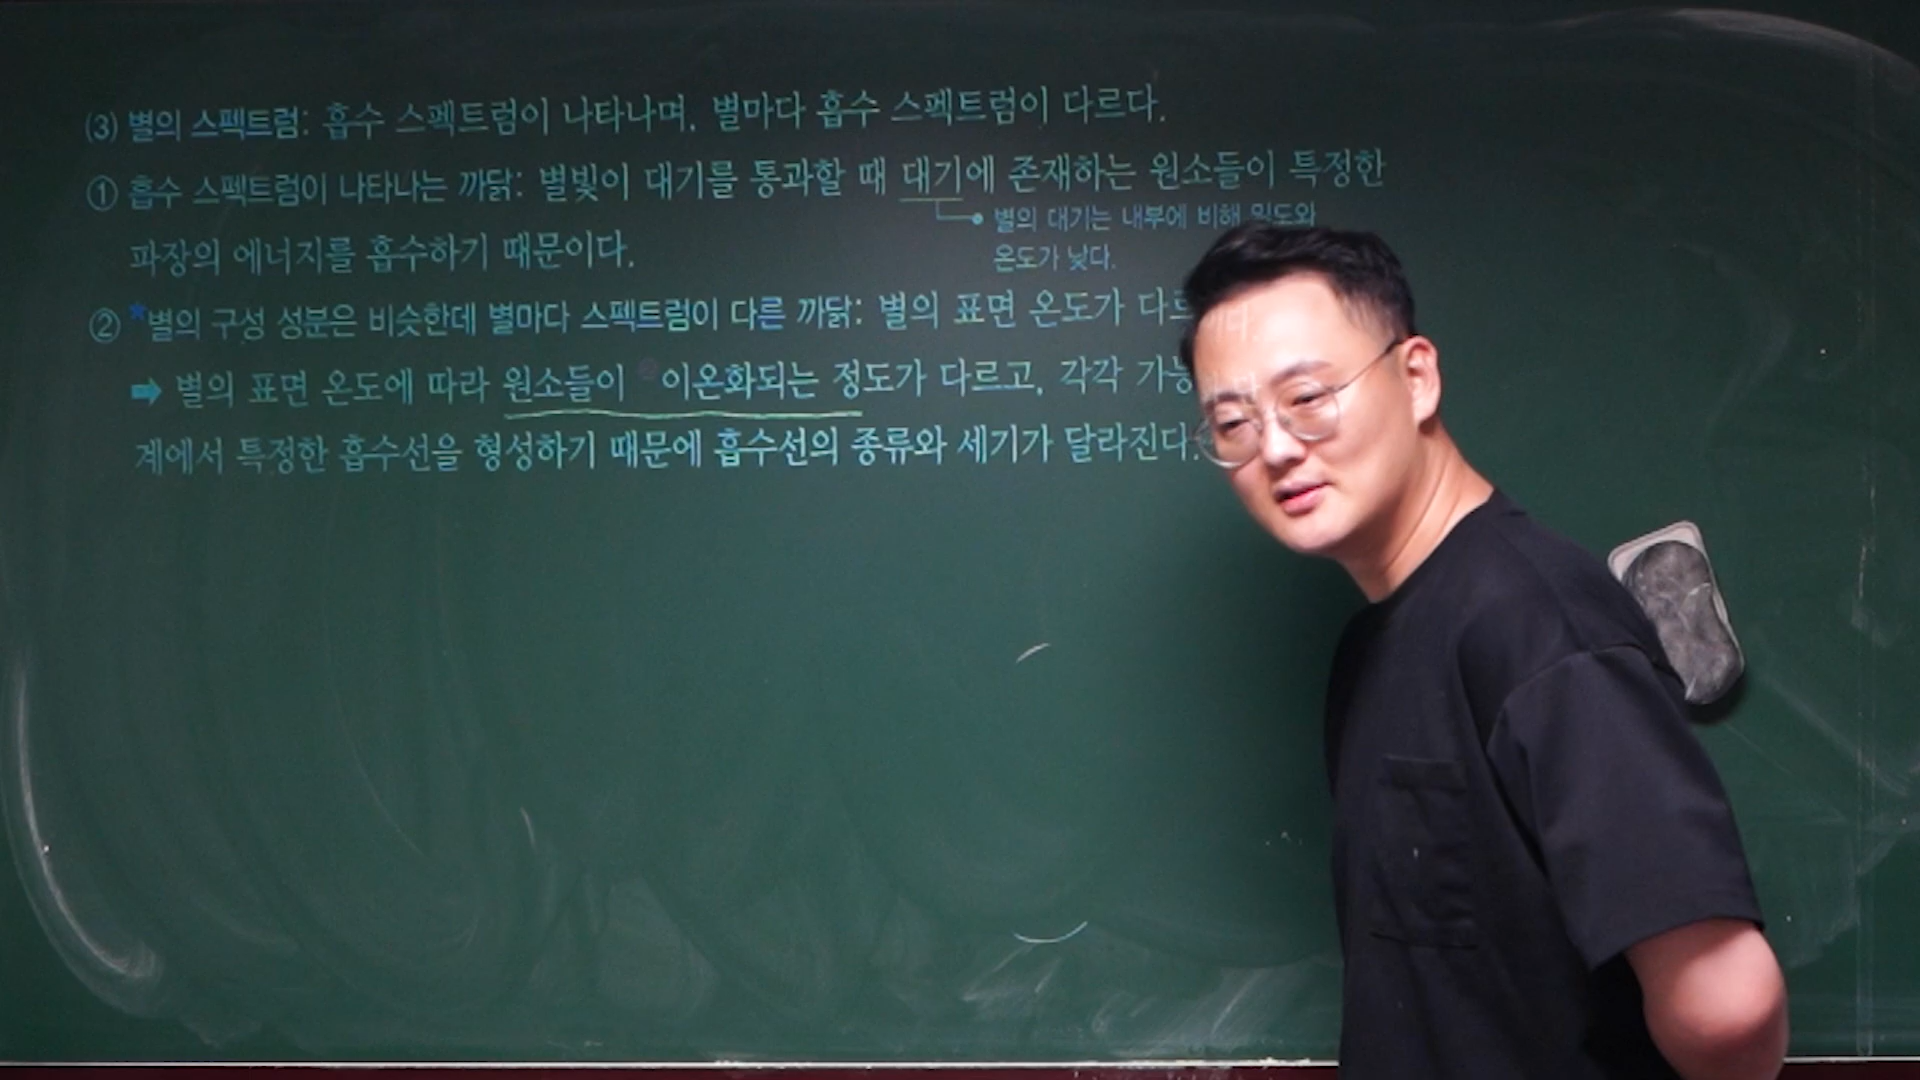 (3) 별의 스펙트럼: 흡수 스펙트럼이 나타나며, 별마다 흡수 스펙트럼이 다르다.
① 흡수 스펙트럼이 나타나는 까닭: 별빛이 대기를 통과할 때 대기에 존재하는 원소들이 특정한
별의 대기는 내부에 비해 밀도와
온도가 낮다.
파장의 에너지를 흡수하기 때문이다.
② *별의 구성 성분은 비슷한데 별마다 스펙트럼이 다른 까닭: 별의 표면 온도가
➡ 별의 표면 온도에 따라 원소들이 이온화되는 정도가 다르고, 각각
계에서 특정한 흡수선을 형성하기 때문에 흡수선의 종류와 세기가 달라진다.